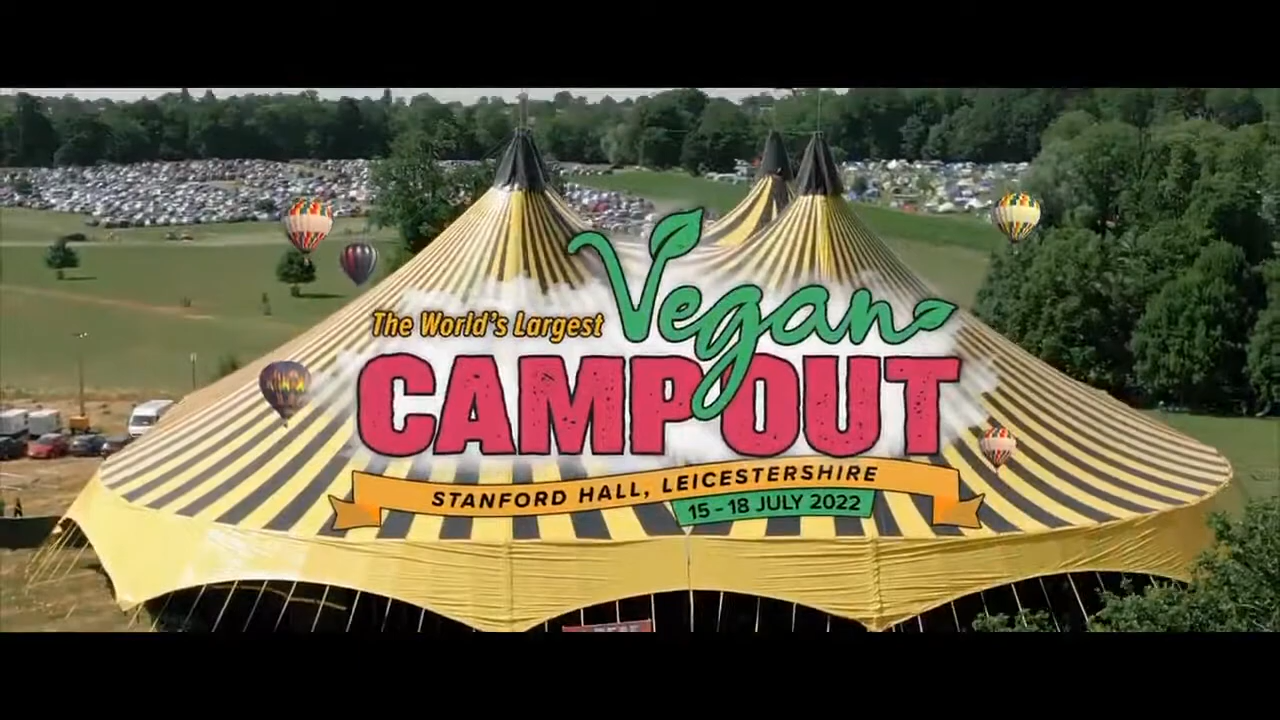 The World's Largest
Vegan
CAMPOUT
STANFORD HALL, LEICESTERSHIRE
15-18 JULY 2022